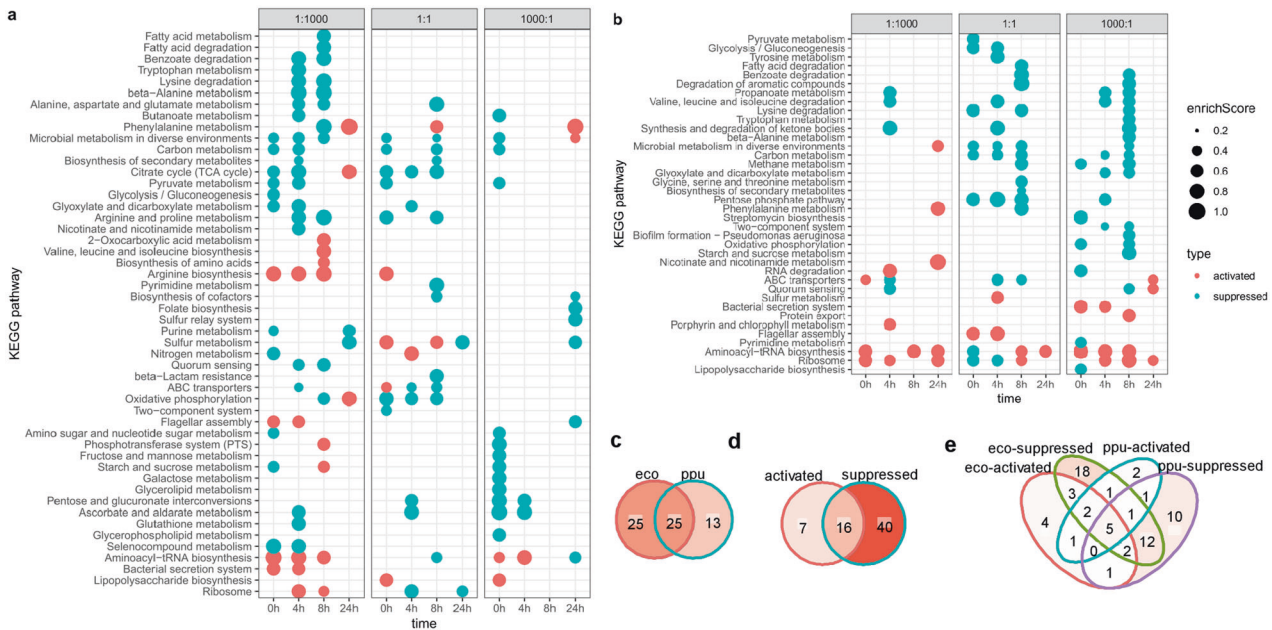 a
1:1000
1:1
1000:1
KEGG pathway
Fatty acid metabolism
Fatty acid degradation
Benzoate degradation
Tryptophan metabolism
Lysine degradation
beta−Alanine metabolism
Alanine, aspartate and glutamate metabolism
Butanoate metabolism
Phenylalanine metabolism
Microbial metabolism in diverse environments
Carbon metabolism
Biosynthesis of secondary metabolites
Citrate cycle (TCA cycle)
Pyruvate metabolism
Glycolysis / Gluconeogenesis
Glyoxylate and dicarboxylate metabolism
Arginine and proline metabolism
Nicotinate and nicotinamide metabolism
2−Oxocarboxylic acid metabolism
Valine, leucine and isoleucine biosynthesis
Biosynthesis of amino acids
Arginine biosynthesis
Pyrimidine metabolism
Biosynthesis of cofactors
Folate biosynthesis
Sulfur relay system
Purine metabolism
Sulfur metabolism
Nitrogen metabolism
Quorum sensing
beta−Lactam resistance
ABC transporters
Oxidative phosphorylation
Two−component system
Flagellar assembly
Amino sugar and nucleotide sugar metabolism
Phosphotransferase system (PTS)
Fructose and mannose metabolism
Starch and sucrose metabolism
Galactose metabolism
Glycerolipid metabolism
Pentose and glucuronate interconversions
Ascorbate and aldarate metabolism
Glutathione metabolism
Glycerophospholipid metabolism
Selenocompound metabolism
Aminoacyl−tRNA biosynthesis
Bacterial secretion system
Lipopolysaccharide biosynthesis
Ribosome
0h 4h 8h 24h
0h 4h 8h 24h
0h 4h 8h 24h
time
b
1:1000
1:1
1000:1
KEGG pathway
Pyruvate metabolism
Glycolysis / Gluconeogenesis
Tyrosine metabolism
Fatty acid degradation
Benzoate degradation
Degradation of aromatic compounds
Propanoate metabolism
Valine, leucine and isoleucine degradation
Lysine degradation
Tryptophan metabolism
Synthesis and degradation of ketone bodies
beta−Alanine metabolism
Microbial metabolism in diverse environments
Carbon metabolism
Methane metabolism
Glyoxylate and dicarboxylate metabolism
Glycine, serine and threonine metabolism
Biosynthesis of secondary metabolites
Pentose phosphate pathway
Phenylalanine metabolism
Streptomycin biosynthesis
Two−component system
Biofilm formation − Pseudomonas aeruginosa
Oxidative phosphorylation
Starch and sucrose metabolism
Nicotinate and nicotinamide metabolism
RNA degradation
ABC transporters
Quorum sensing
Sulfur metabolism
Bacterial secretion system
Protein export
Porphyrin and chlorophyll metabolism
Flagellar assembly
Pyrimidine metabolism
Aminoacyl−tRNA biosynthesis
Ribosome
Lipopolysaccharide biosynthesis
0h 4h 8h 24h
0h 4h 8h 24h
0h 4h 8h 24h
time
enrichScore
0.2
0.4
0.6
0.8
1.0
type
activated
suppressed
c
eco ppu
25 25 13
d
activated suppressed
7 16 40
e
eco-suppressed ppu-activated
eco-activated ppu-suppressed
18 2
3 1 1
4 2 1 10
5
1 12
0 2
1